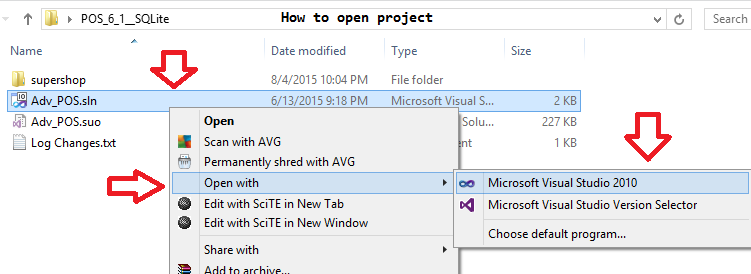 POS_6_1__SQLite
How to open project
Search
Name
Date modified
Type
Size
supershop
8/4/2015 10:04 PM
File folder
Adv_POS.sln
6/13/2015 9:18 PM
Microsoft Visual S...
2 KB
Adv_POS.suo
Solu...
227 KB
Log Changes.txt
ent
1 KB
Open
Scan with AVG
Permanently shred with AVG
Open with
Edit with SciTE in New Tab
Edit with SciTE in New Window
Share with
Add to archive...
Microsoft Visual Studio 2010
Microsoft Visual Studio Version Selector
Choose default program...